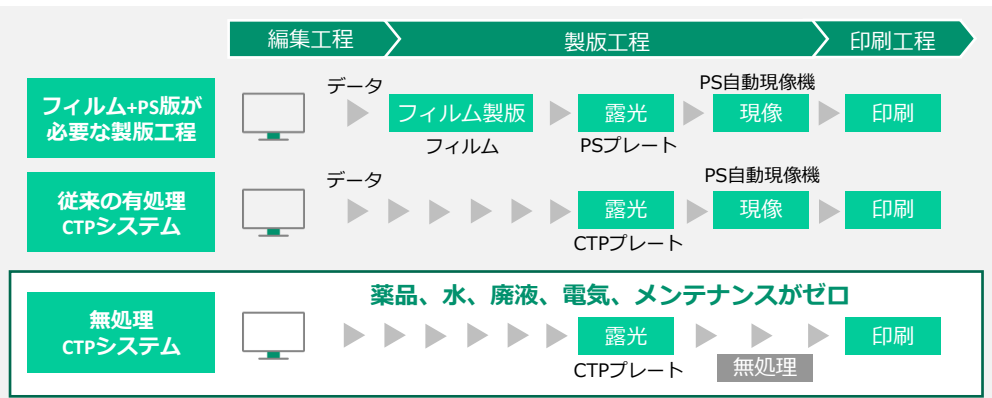 編集工程
製版工程
印刷工程
フィルム+PS版が
必要な製版工程
データ
フィルム製版
フィルム
露光
PSプレート
PS自動現像機
現像
印刷
従来の有処理
CTPシステム
データ
露光
CTPプレート
PS自動現像機
現像
印刷
薬品、水、廃液、電気、メンテナンスがゼロ
無処理
CTPシステム
露光
CTPプレート
無処理
印刷